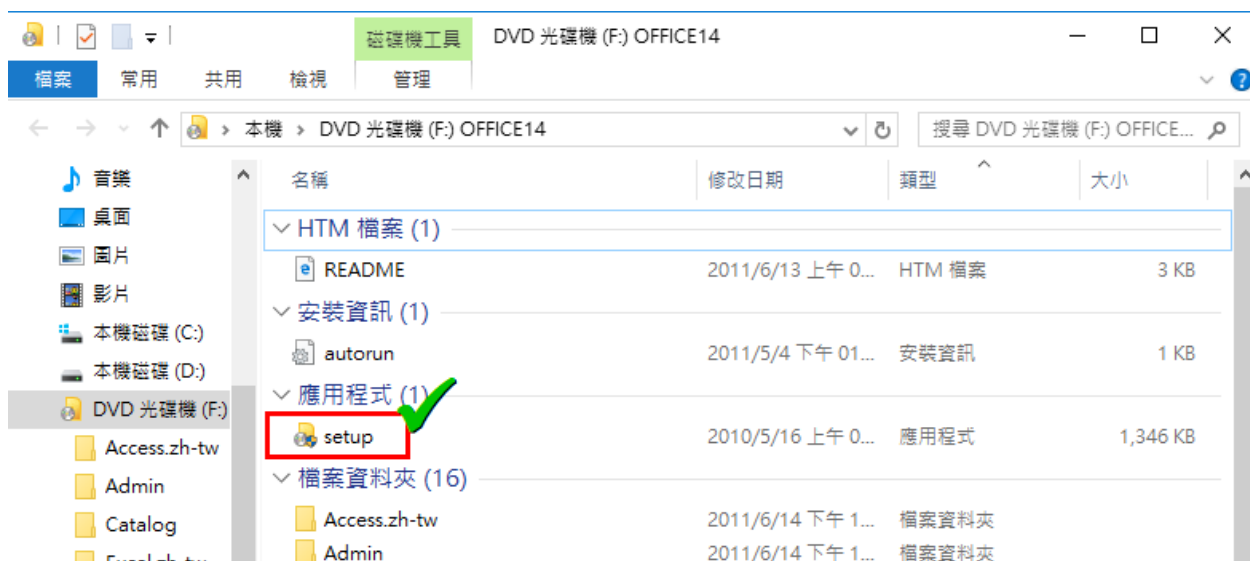 磁碟機工具 DVD 光碟機 (F:) OFFICE14
檔案 常用 共用 檢視 管理
本機 DVD 光碟機 (F:) OFFICE14 搜尋 DVD 光碟機 (F:) OFFICE...
音樂
桌面
圖片
影片
本機磁碟 (C:)
本機磁碟 (D:)
DVD 光碟機 (F:)
Access.zh-tw
Admin
Catalog
名稱 修改日期 類型 大小
HTM 檔案 (1)
README 2011/6/13 上午 0... HTM 檔案 3 KB
安裝資訊 (1)
autorun 2011/5/4 下午 01... 安裝資訊 1 KB
應用程式 (1)
setup 2010/5/16 上午 0... 應用程式 1,346 KB
檔案資料夾 (16)
Access.zh-tw 2011/6/14 下午 1... 檔案資料夾
Admin 2011/6/14 下午 1... 檔案資料夾